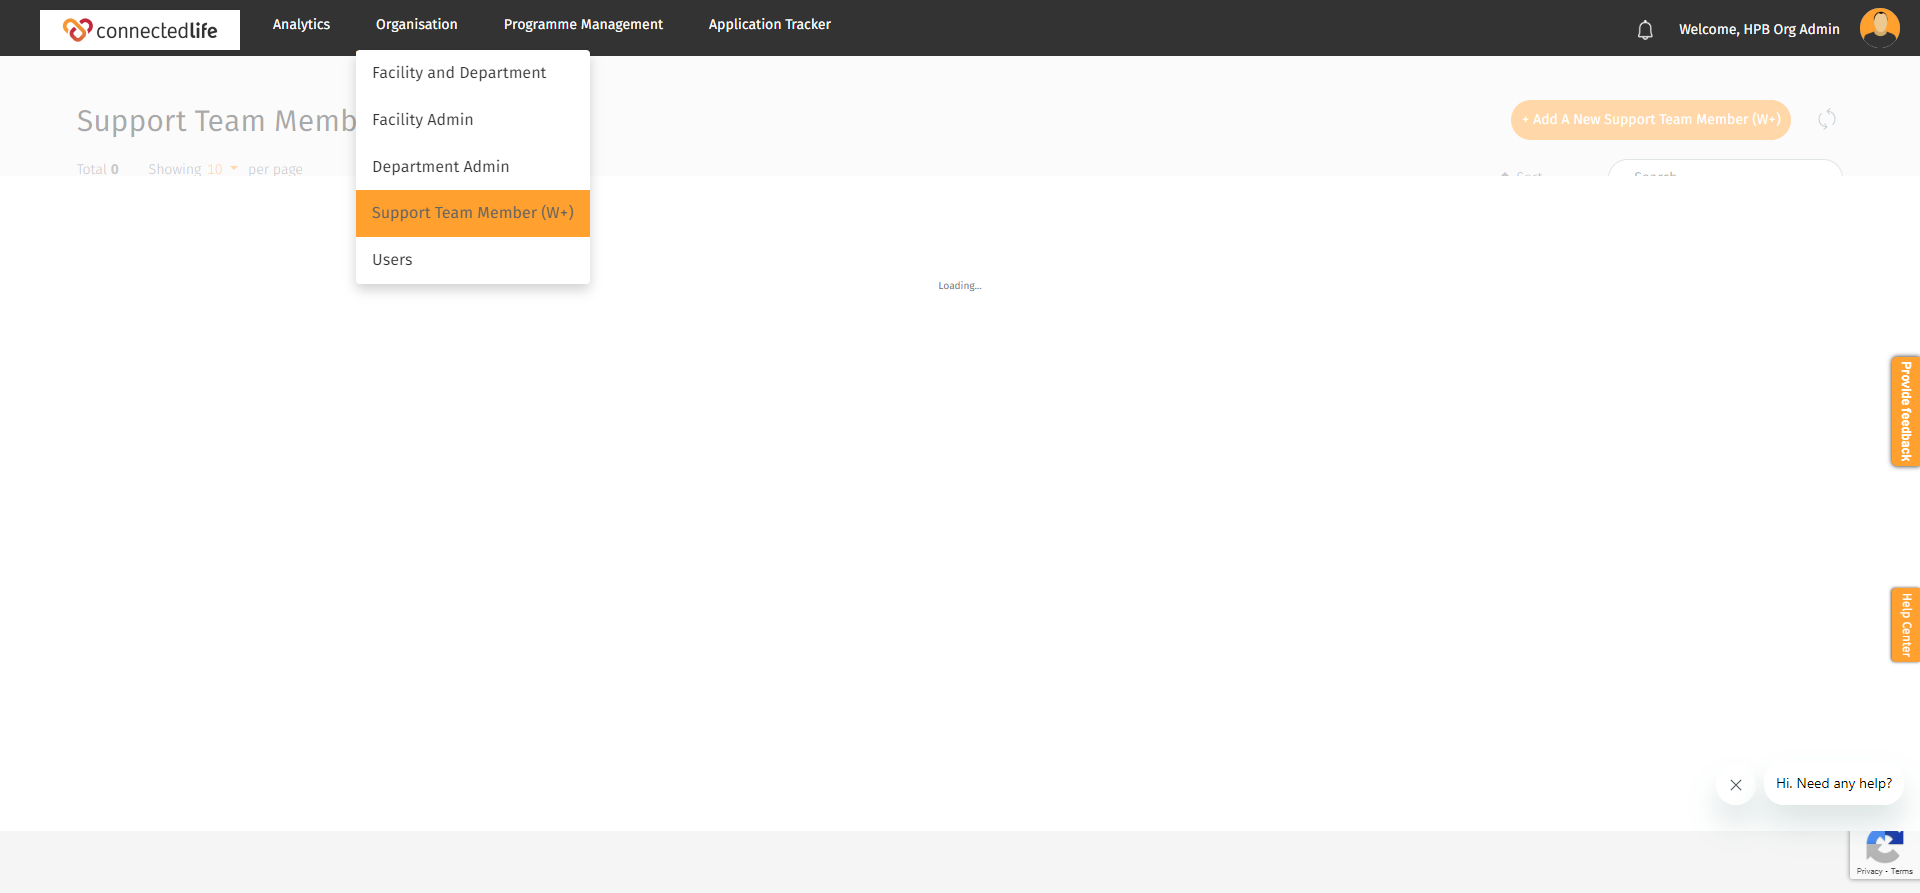 connectedlife
Analytics
Organisation
Programme Management
Application Tracker
Welcome, HPB Org Admin
Facility and Department
Facility Admin
Department Admin
Support Team Member (W+)
Users
Support Team Memb
+ Add A New Support Team Member (W+)
Total 0
Showing 10 per page
Sort
Search
Loading...
Provide feedback
Help Center
Hi. Need any help?
Privacy - Terms